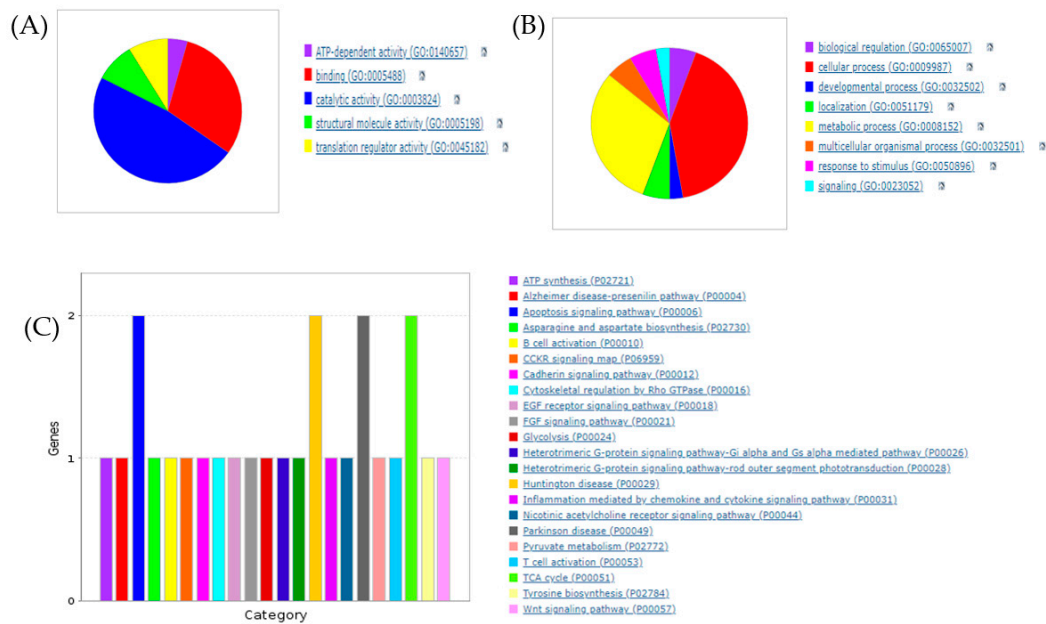 (A)
ATP-dependent activity (GO:0140657)
binding (GO:0005488)
catalytic activity (GO:0003824)
structural molecule activity (GO:0005198)
translation regulator activity (GO:0045182)
(B)
biological regulation (GO:0065007)
cellular process (GO:0009987)
developmental process (GO:0032502)
localization (GO:0051179)
metabolic process (GO:0008152)
multicellular organismal process (GO:0032501)
response to stimulus (GO:0050896)
signaling (GO:0023052)
(C)
2
1
0
Genes
Category
ATP synthesis (P02721)
Alzheimer disease-presenilin pathway (P00004)
Apoptosis signaling pathway (P00006)
Asparagine and aspartate biosynthesis (P02730)
B cell activation (P00010)
CCKR signaling map (P06959)
Cadherin signaling pathway (P00012)
Cytoskeletal regulation by Rho GTPase (P00016)
EGF receptor signaling pathway (P00018)
FGF signaling pathway (P00021)
Glycolysis (P00024)
Heterotrimeric G-protein signaling pathway-Gi alpha and Gs alpha mediated pathway (P00026)
Heterotrimeric G-protein signaling pathway-rod outer segment phototransduction (P00028)
Huntington disease (P00029)
Inflammation mediated by chemokine and cytokine signaling pathway (P00031)
Nicotinic acetylcholine receptor signaling pathway (P00044)
Parkinson disease (P00049)
Pyruvate metabolism (P02772)
T cell activation (P00053)
TCA cycle (P00051)
Tyrosine biosynthesis (P02784)
Wnt signaling pathway (P00057)